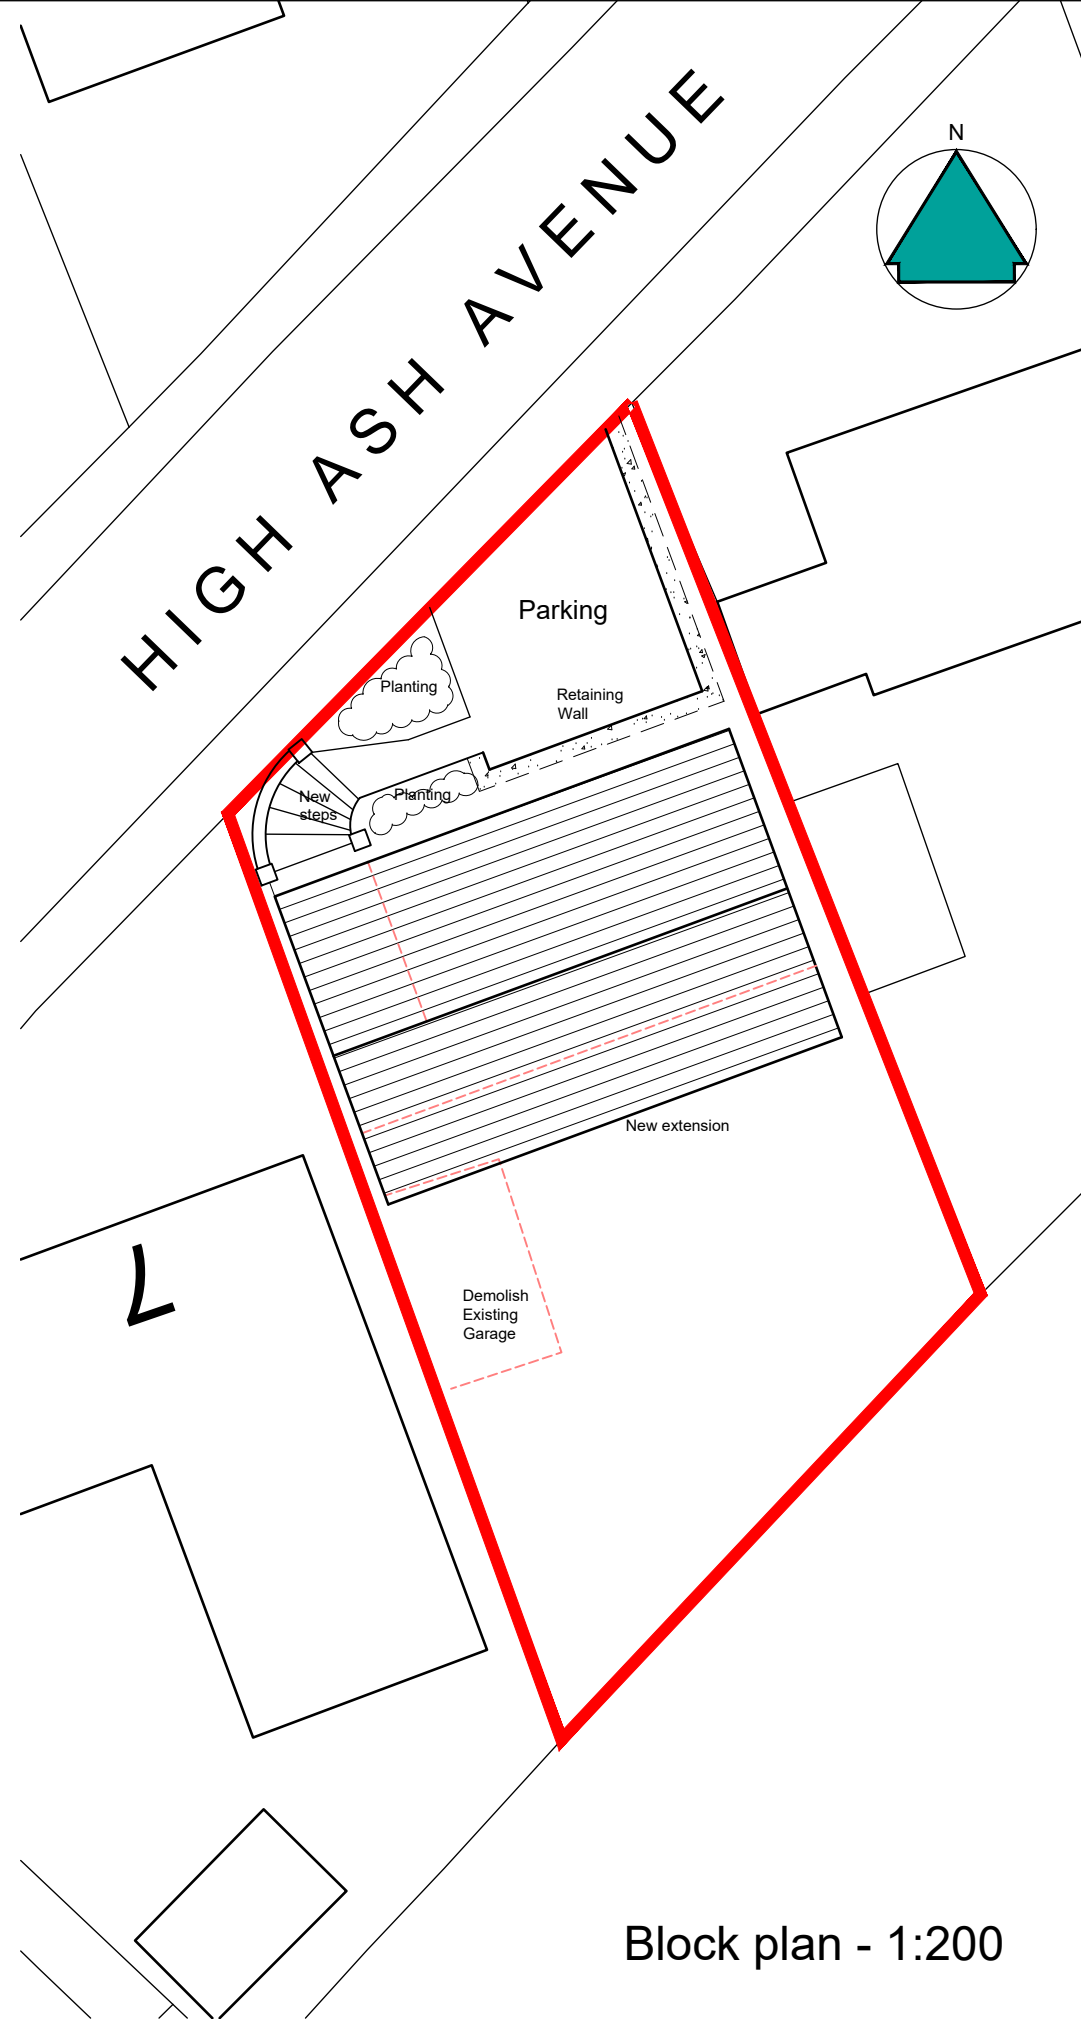 HIGH ASH AVENUE
N
Parking
Planting
Retaining
Wall
Planting
New
steps
New extension
7
Demolish
Existing
Garage
Block plan - 1:200